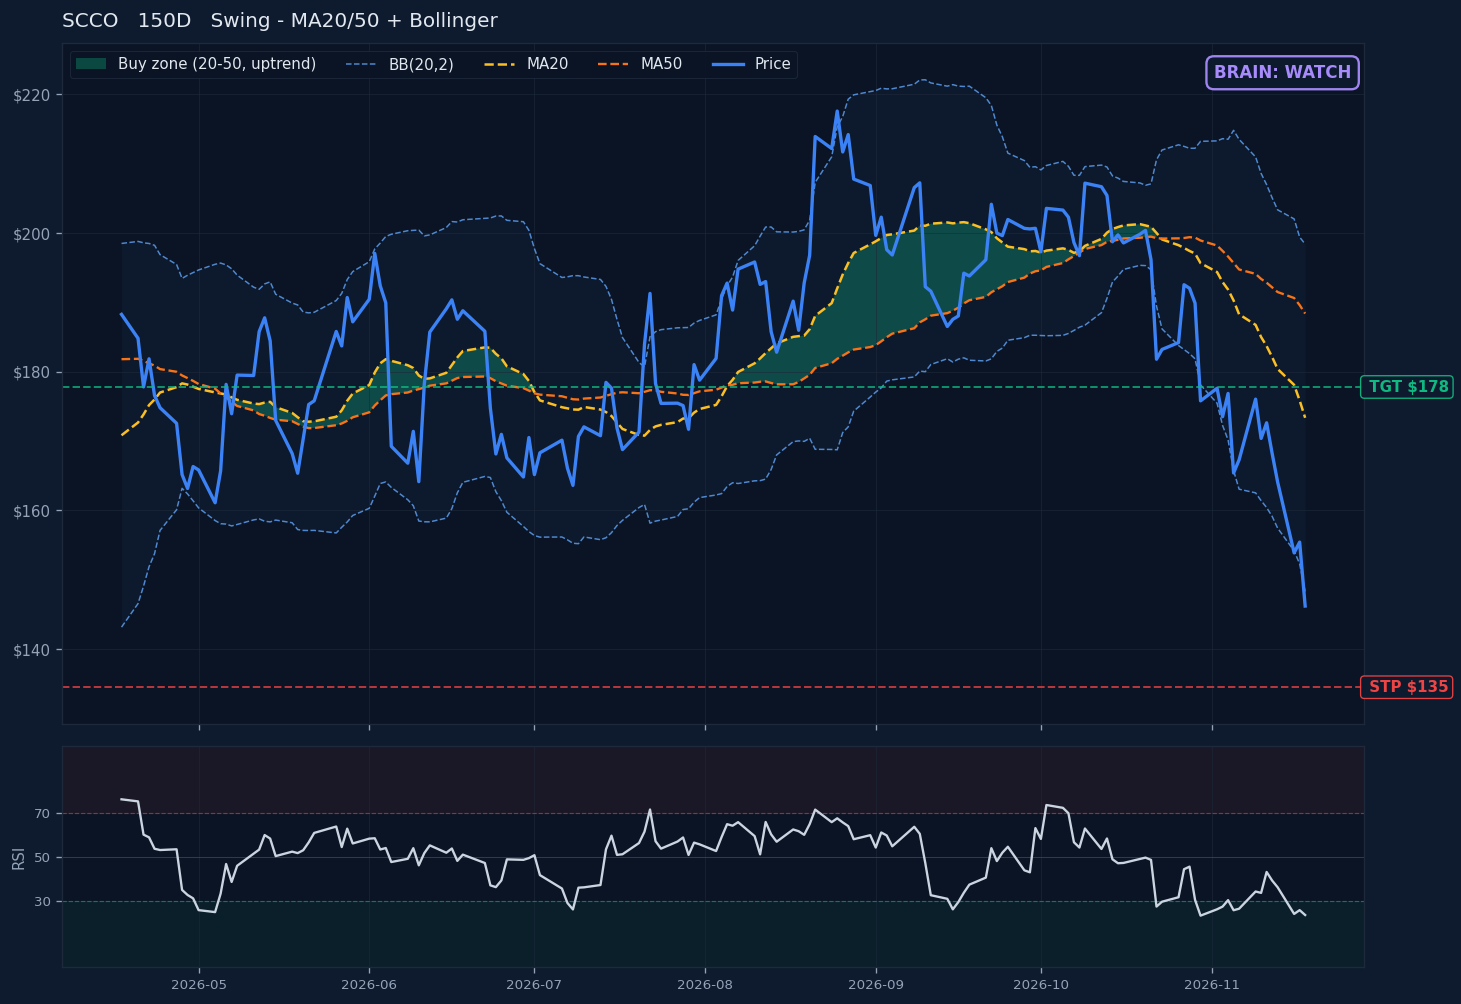 SCCO   150D   Swing - MA20/50 + Bollinger
Buy zone (20-50, uptrend)
BB(20,2)
MA20
MA50
Price
BRAIN: WATCH
$220
$200
$180
$160
$140
TGT $178
STP $135
RSI
70
50
30
2026-05
2026-06
2026-07
2026-08
2026-09
2026-10
2026-11